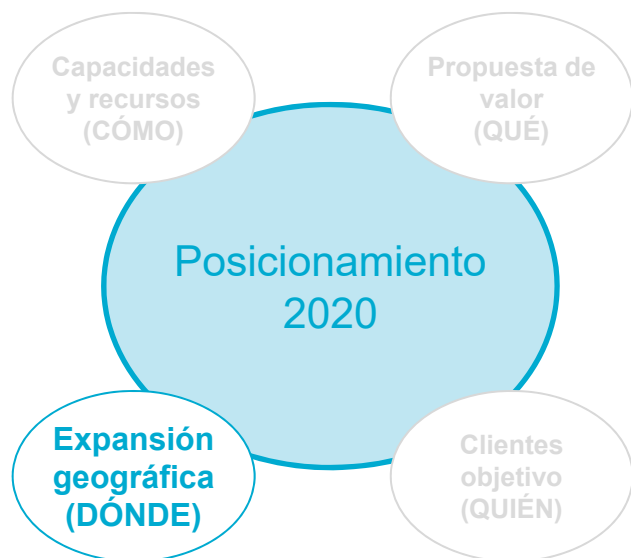 Capacidades
y recursos
(CÓMO)
Propuesta de
valor
(QUÉ)
Posicionamiento
2020
Expansión
geográfica
(DÓNDE)
Clientes
objetivo
(QUIÉN)